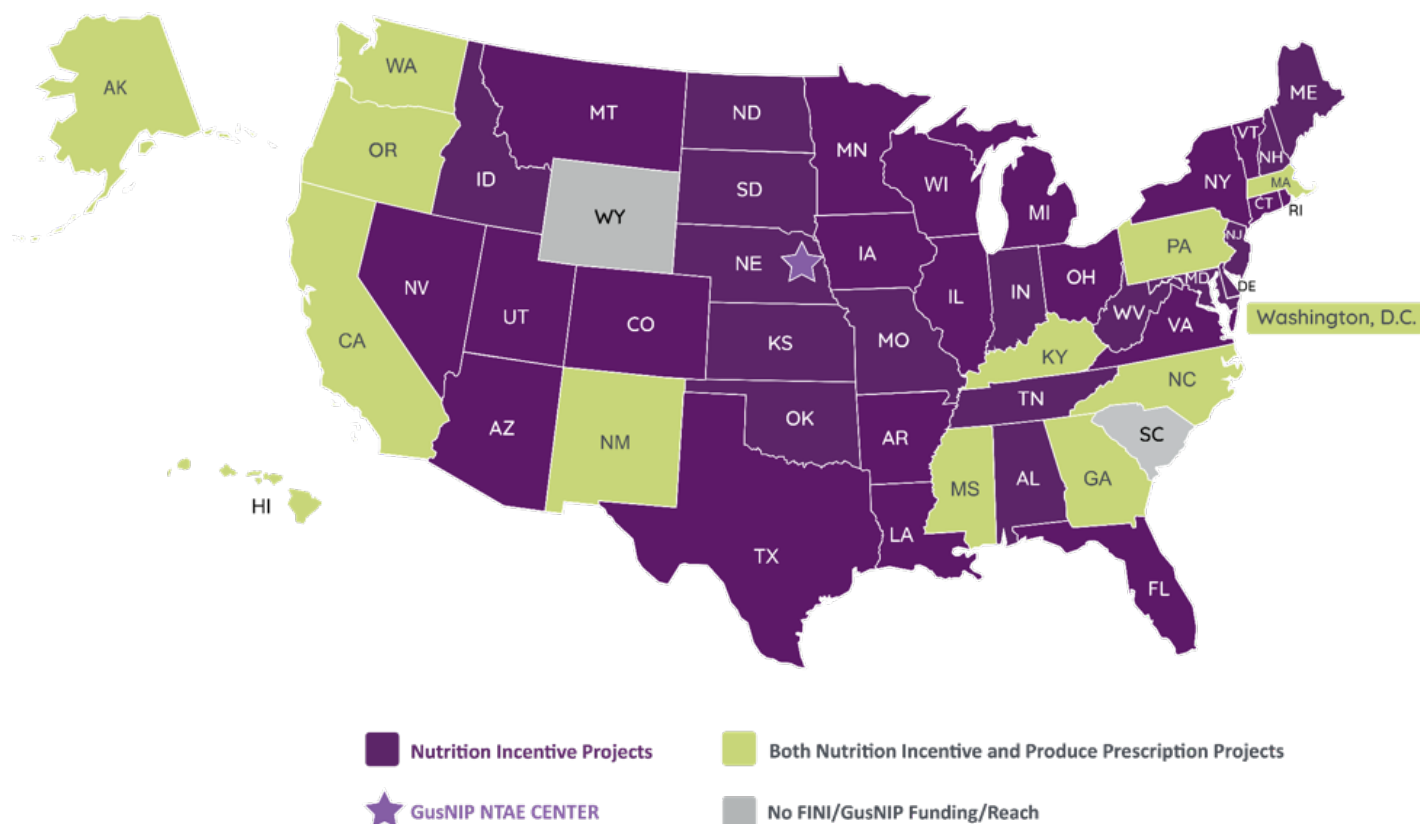 AK
WA
OR
CA
HI
ID
NV
MT
WY
UT
AZ
CO
NM
ND
SD
NE
KS
OK
TX
MN
IA
MO
AR
LA
WI
IL
MS
MI
IN
KY
TN
AL
OH
WV
VA
NC
SC
GA
FL
PA
NY
VT
NH
ME
MA
CT
RI
NJ
MD
DE
Washington, D.C.
Nutrition Incentive Projects
Both Nutrition Incentive and Produce Prescription Projects
GusNIP NTAE CENTER
No FINI/GusNIP Funding/Reach